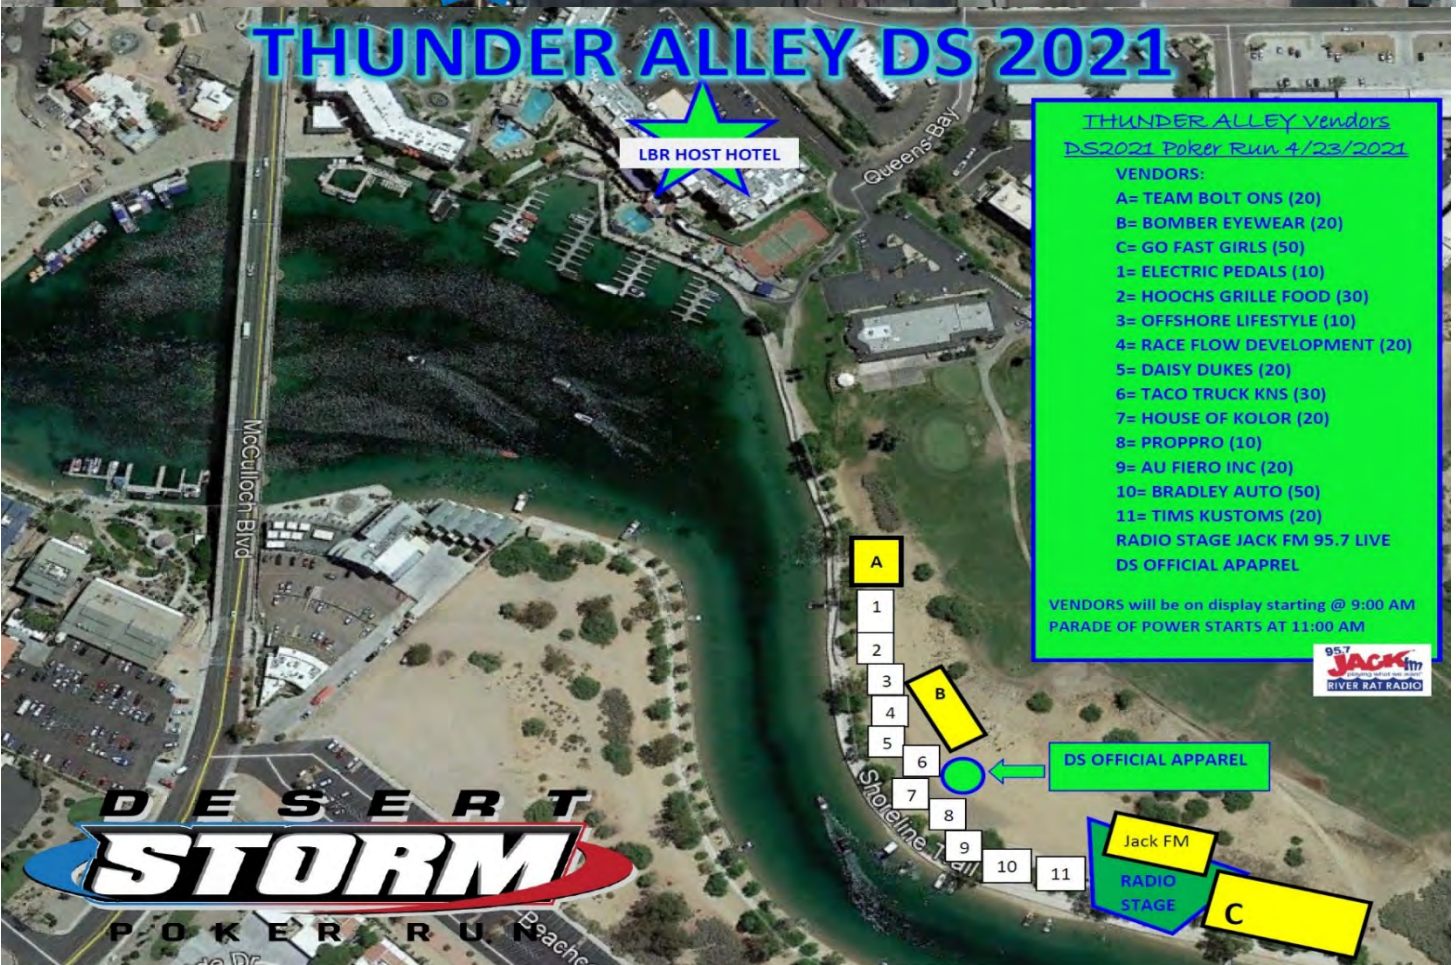 THUNDER ALLEY DS 2021
LBR HOST HOTEL
Queens-Bay
THUNDER ALLEY Vendors
DS2021 Poker Run 4/23/2021
VENDORS:
A= TEAM BOLT ONS (20)
B= BOMBER EYEWEAR (20)
C= GO FAST GIRLS (50)
1= ELECTRIC PEDALS (10)
2= HOOCHS GRILLE FOOD (30)
3= OFFSHORE LIFESTYLE (10)
4= RACE FLOW DEVELOPMENT (20)
5= DAISY DUKES (20)
6= TACO TRUCK KNS (30)
7= HOUSE OF KOLOR (20)
8= PROPPRO (10)
9= AU FIERO INC (20)
10= BRADLEY AUTO (50)
11= TIMS KUSTOMS (20)
RADIO STAGE JACK FM 95.7 LIVE
DS OFFICIAL APAPREL
VENDORS will be on display starting @ 9:00 AM
PARADE OF POWER STARTS AT 11:00 AM
95.7
JACK fm
playing what we want
RIVER RAT RADIO
McCulloch Blvd
A
1
2
3
B
4
5
6
DS OFFICIAL APPAREL
7
8
9
10
11
Shoreline Trail
Jack FM
RADIO
STAGE
C
DESERT
STORM
POKER RUN
Beache
Dr